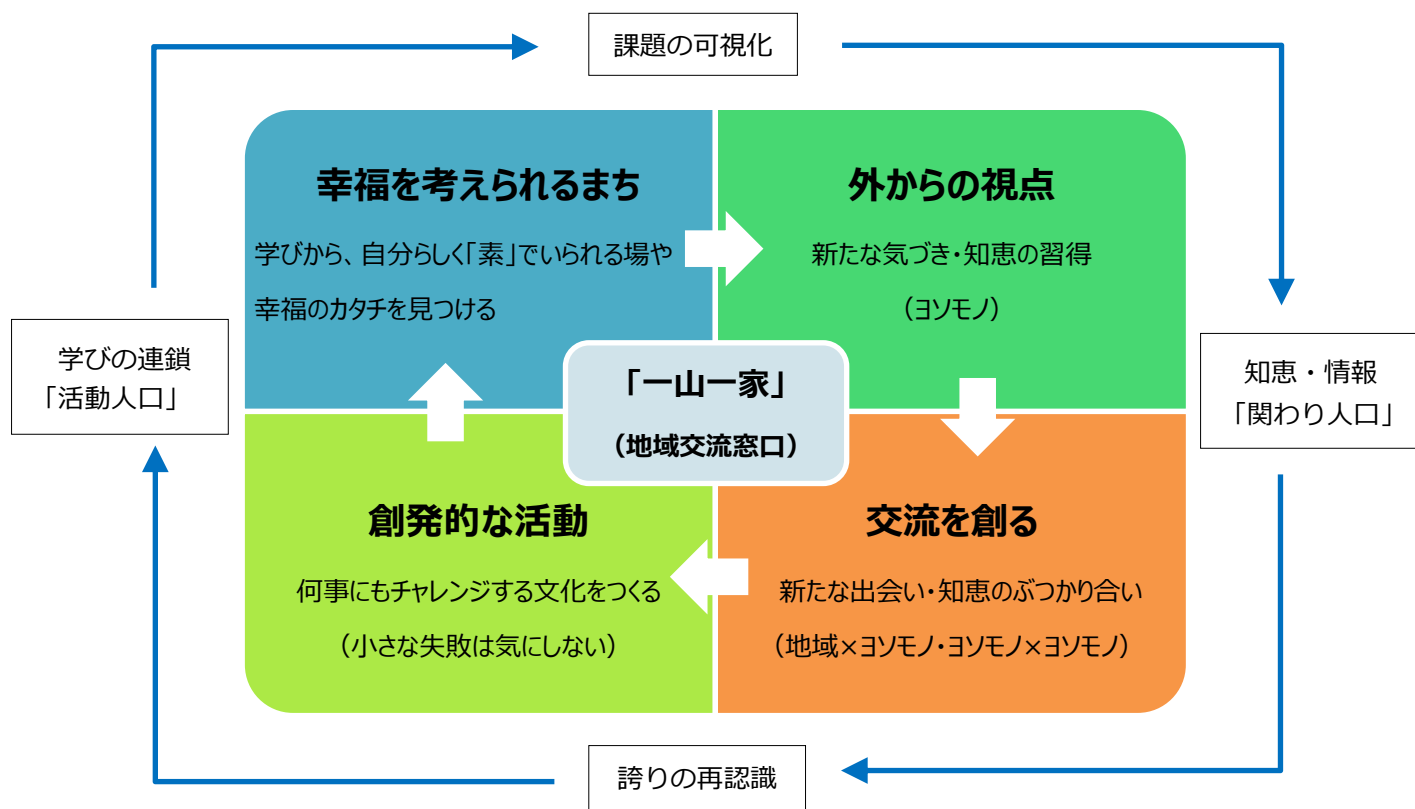 課題の可視化
幸福を考えられるまち
学びから、自分らしく「素」でいられる場や
幸福のカタチを見つける
外からの視点
新たな気づき・知恵の習得
（ヨソモノ）
学びの連鎖
「活動人口」
「一山一家」
（地域交流窓口）
知恵・情報
「関わり人口」
創発的な活動
何事にもチャレンジする文化をつくる
（小さな失敗は気にしない）
交流を創る
新たな出会い・知恵のぶつかり合い
（地域×ヨソモノ・ヨソモノ×ヨソモノ）
誇りの再認識